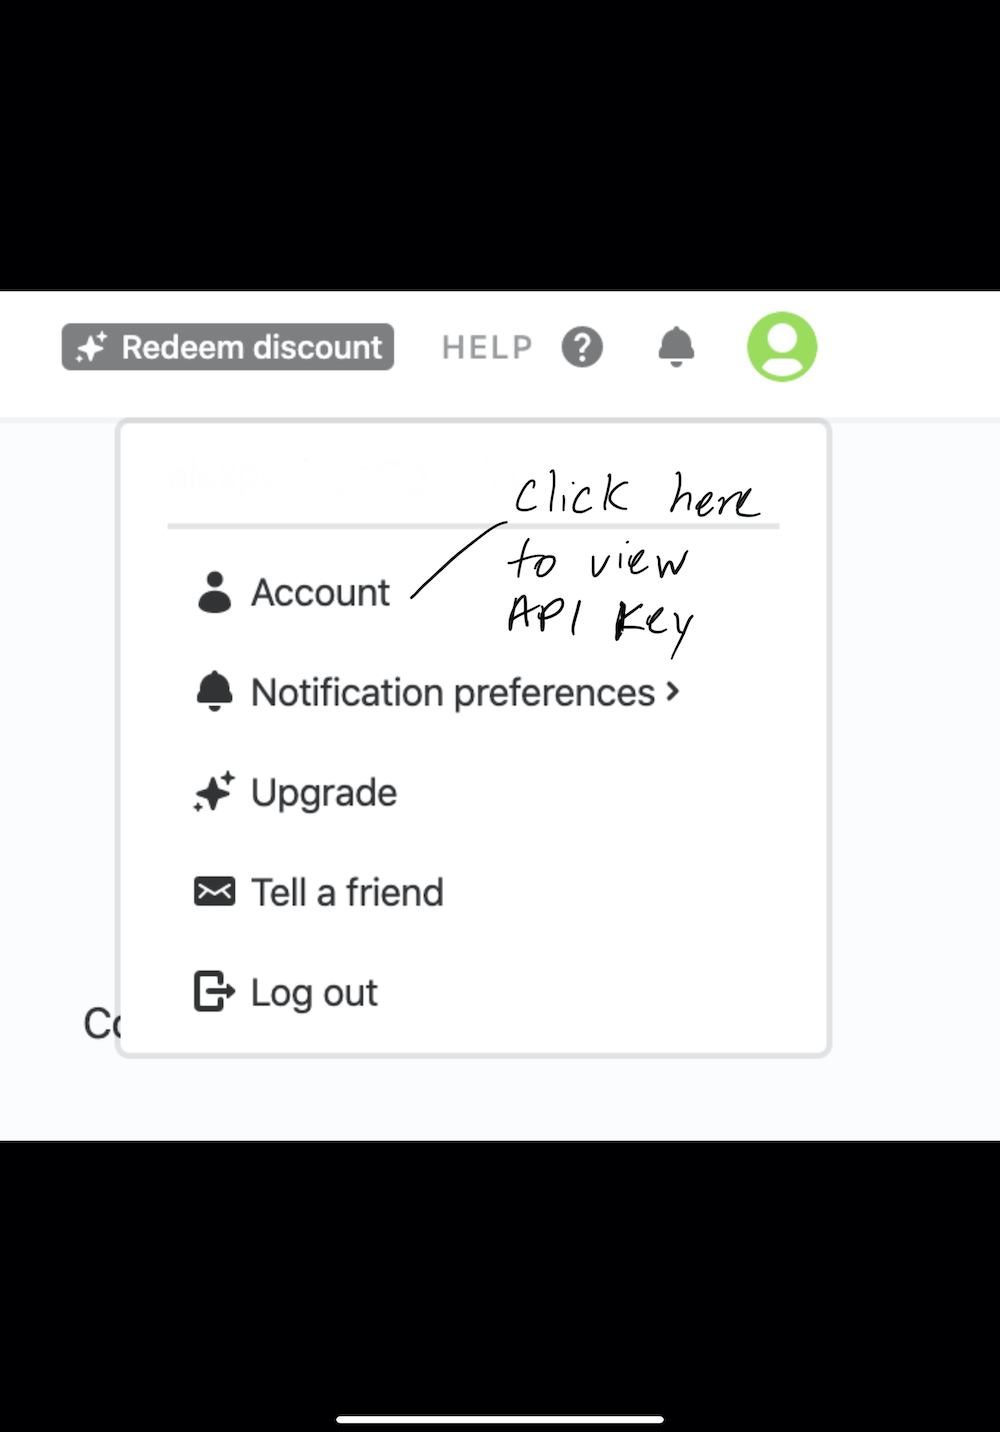 Redeem discount HELP ?
click here
to view
API Key
Account
Notification preferences >
Upgrade
Tell a friend
Log out